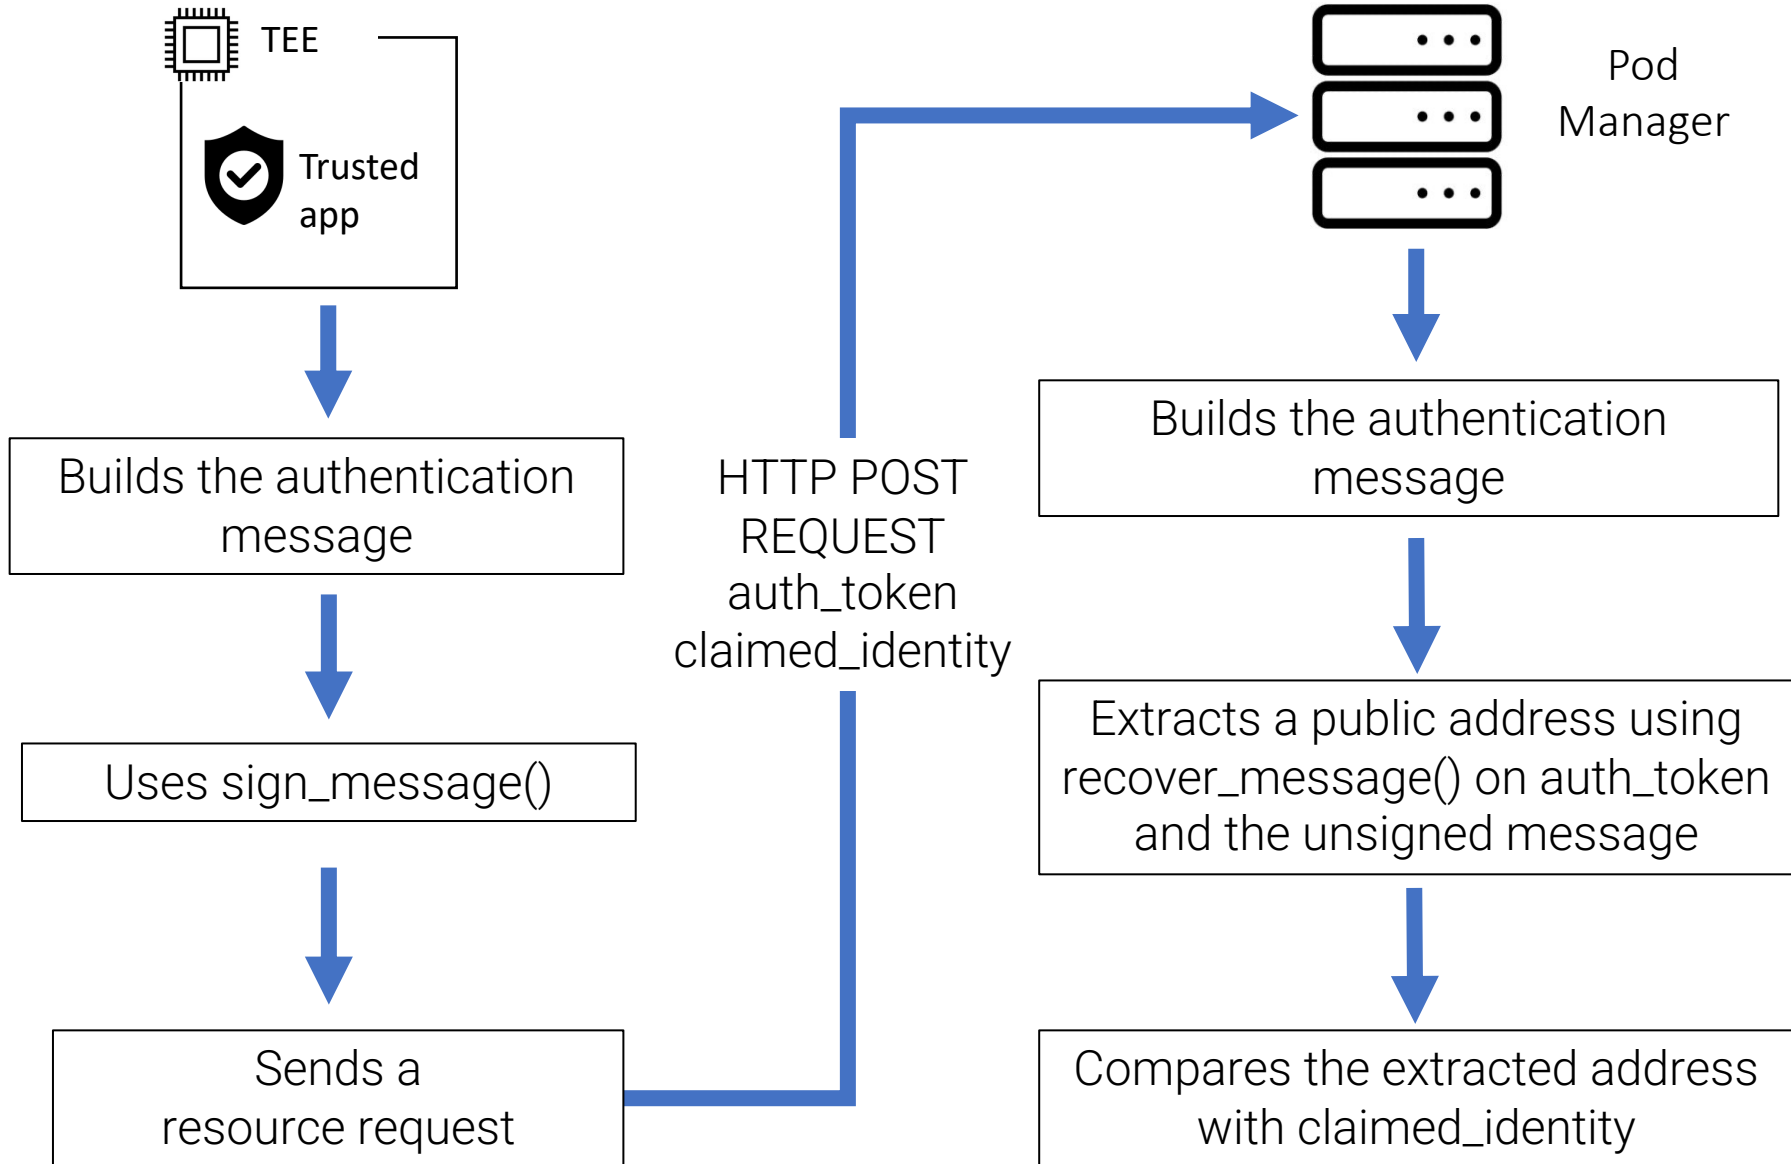 TEE
Trusted
app
Builds the authentication
message
Uses sign_message()
Sends a
resource request
HTTP POST
REQUEST
auth_token
claimed_identity
Pod
Manager
Builds the authentication
message
Extracts a public address using
recover_message() on auth_token
and the unsigned message
Compares the extracted address
with claimed_identity